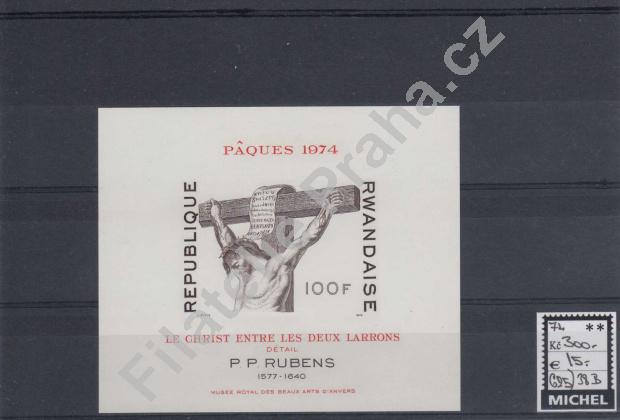 PÂQUES 1974
REPUBLIQUE
RWANDAISE
100F
LE CHRIST ENTRE LES DEUX LARRONS
DÉTAIL
P P RUBENS
1577-1640
MUSÉE ROYAL DES BEAUX ARTS D'ANVERS
Filatelie Praha.cz
74 **
Kč 300.-
€ 15.-
MICHEL